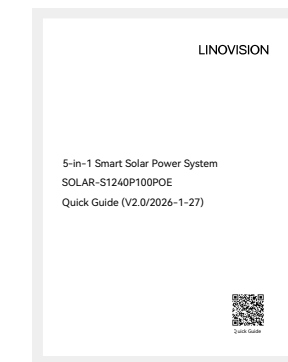 LINOVISION
5-in-1 Smart Solar Power System
SOLAR-S1240P100POE
Quick Guide (V2.0/2026-1-27)
Quick Guide